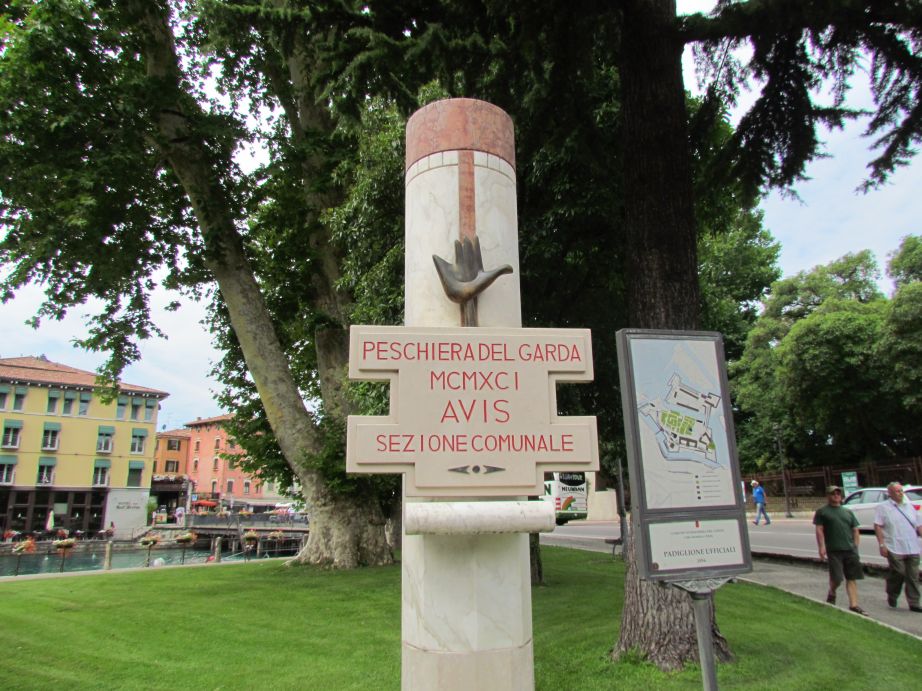 PESCHIERA DEL GARDA
MCMXCI
AVIS
SEZIONE COMUNALE
PADIGLIONE UFFICIALI